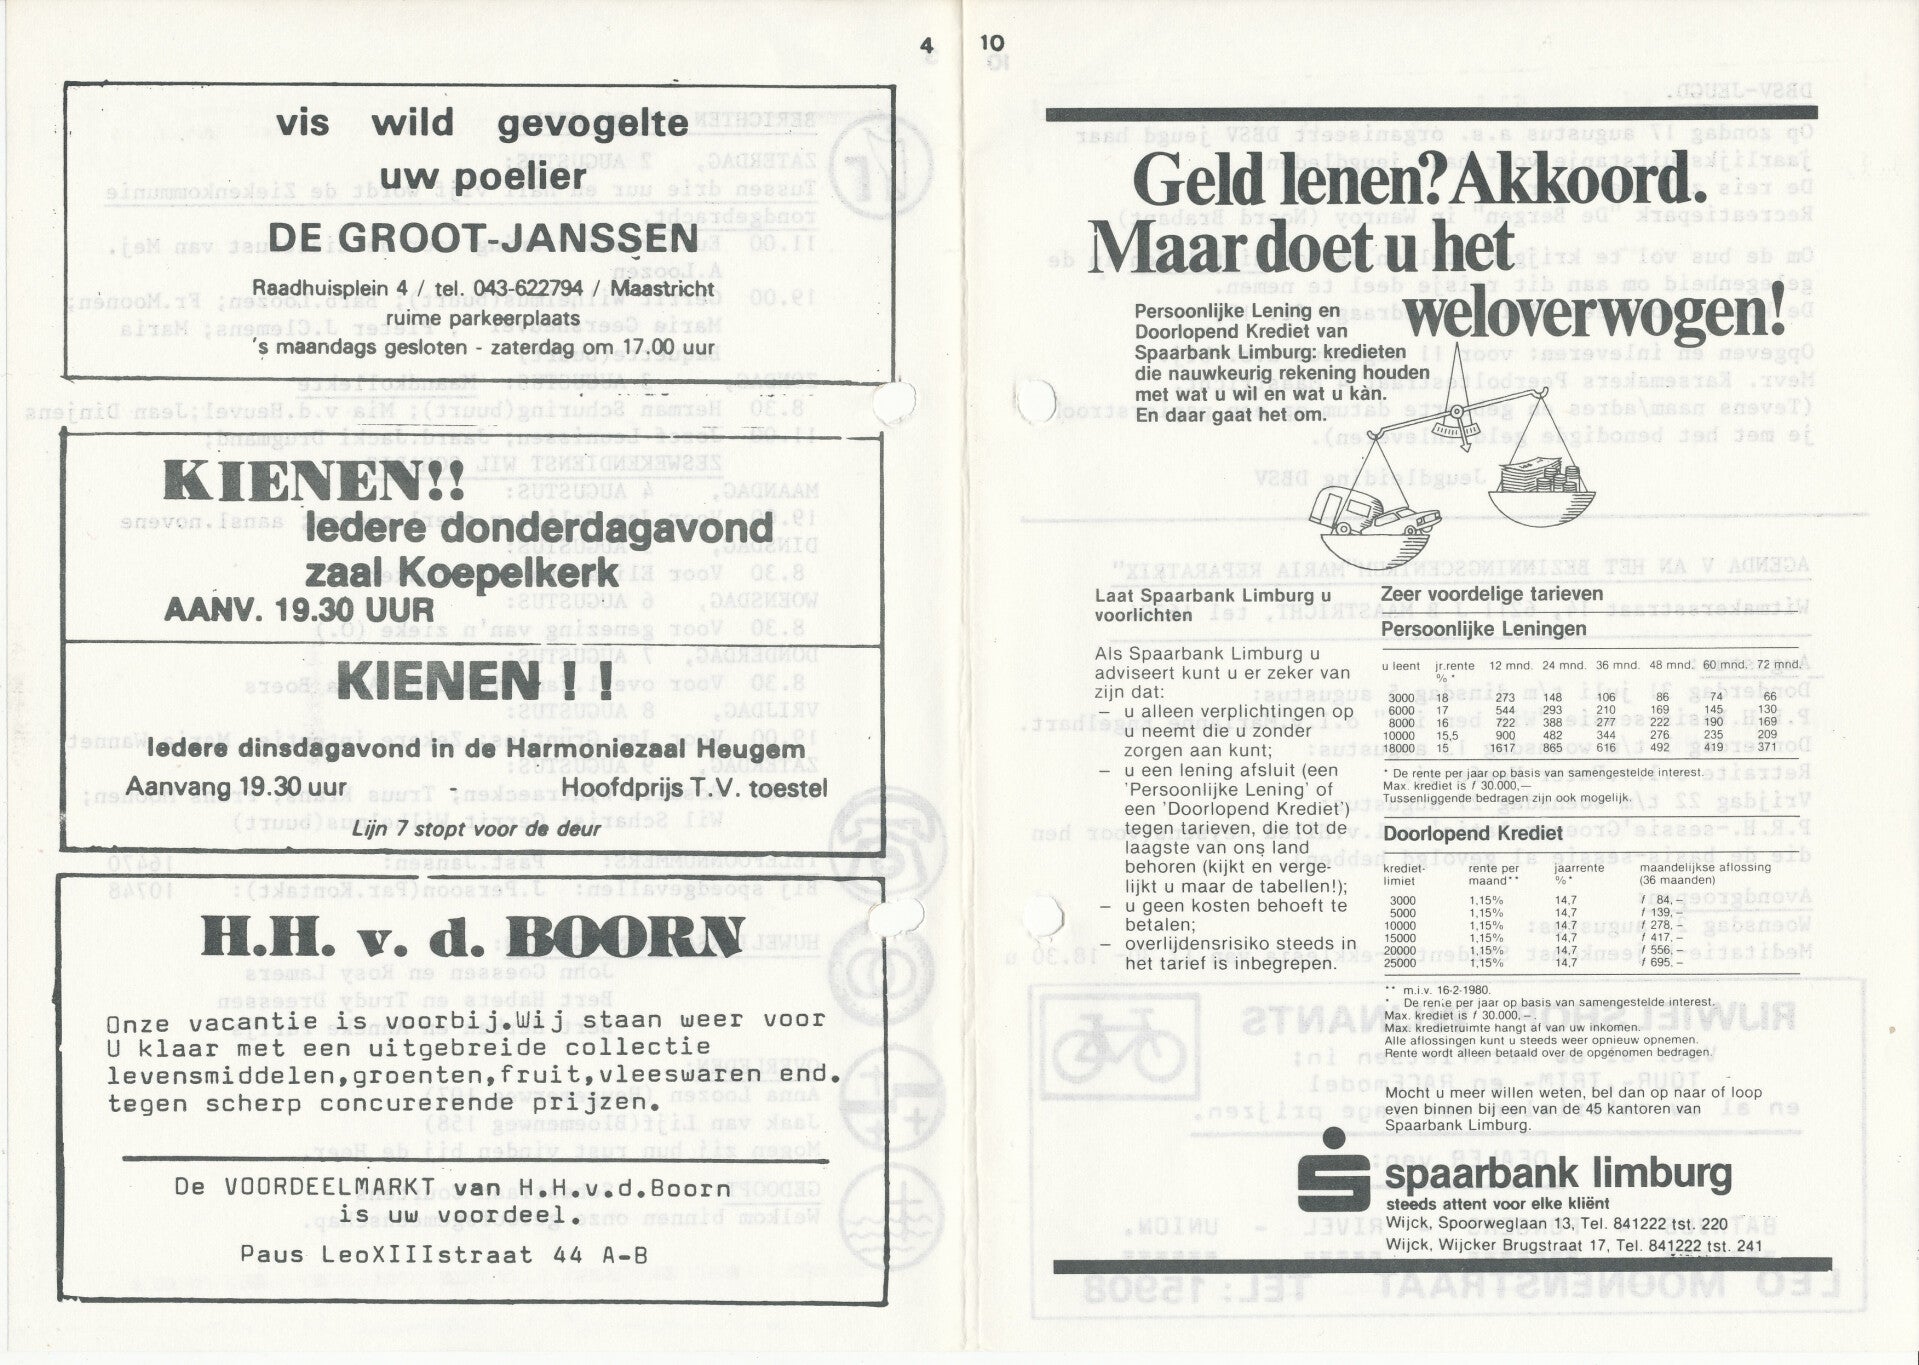 4
vis wild gevogelte
uw poelier
DE GROOT-JANSSEN
Raadhuisplein 4 / tel. 043-622794 / Maastricht
ruime parkeerplaats
's maandags gesloten - zaterdag om 17.00 uur
KIENEN!!
Iedere donderdagavond
zaal Koepelkerk
AANV. 19.30 UUR
KIENEN !!
Iedere dinsdagavond in de Harmoniezaal Heugem
Aanvang 19.30 uur - Hoofdprijs T.V. toestel
Lijn 7 stopt voor de deur
H.H. v. d. BOORN
Onze vacantie is voorbij.Wij staan weer voor
U klaar met een uitgebreide collectie
levensmiddelen,groenten,fruit,vleeswaren end.
tegen scherp concurerende prijzen.
De VOORDEELMARKT van H.H.v.d.Boorn
is uw voordeel.
Paus LeoXIIIstraat 44 A-B
10
Geld lenen? Akkoord.
Maar doet u het
weloverwogen!
Persoonlijke Lening en
Doorlopend Krediet van
Spaarbank Limburg: kredieten
die nauwkeurig rekening houden
met wat u wil en wat u kàn.
En daar gaat het om.
Laat Spaarbank Limburg u
voorlichten
Als Spaarbank Limburg u
adviseert kunt u er zeker van
zijn dat:
– u alleen verplichtingen op
u neemt die u zonder
zorgen aan kunt;
– u een lening afsluit (een
'Persoonlijke Lening' of
een 'Doorlopend Krediet')
tegen tarieven, die tot de
laagste van ons land
behoren (kijkt en verge-
lijkt u maar de tabellen!);
– u geen kosten behoeft te
betalen;
– overlijdensrisiko steeds in
het tarief is inbegrepen.
Zeer voordelige tarieven
Persoonlijke Leningen
u leent jr.rente 12 mnd. 24 mnd. 36 mnd. 48 mnd. 60 mnd. 72 mnd.
% *
3000 18 273 148 106 86 74 66
6000 17 544 293 210 169 145 130
8000 16 722 388 277 222 190 169
10000 15,5 900 482 344 276 235 209
18000 15 1617 865 616 492 419 371
* De rente per jaar op basis van samengestelde interest.
Max. krediet is f 30.000,—
Tussenliggende bedragen zijn ook mogelijk.
Doorlopend Krediet
krediet- rente per jaarrente maandelijkse aflossing
limiet maand** %* (36 maanden)
3000 1,15% 14,7 f 84,–
5000 1,15% 14,7 f 139,–
10000 1,15% 14,7 f 278,–
15000 1,15% 14,7 f 417,–
20000 1,15% 14,7 f 556,–
25000 1,15% 14,7 f 695,–
** m.i.v. 16-2-1980.
* De rente per jaar op basis van samengestelde interest.
Max. krediet is f 30.000,–.
Max. kredietruimte hangt af van uw inkomen.
Alle aflossingen kunt u steeds weer opnieuw opnemen.
Rente wordt alleen betaald over de opgenomen bedragen.
Mocht u meer willen weten, bel dan op naar of loop
even binnen bij een van de 45 kantoren van
Spaarbank Limburg.
spaarbank limburg
steeds attent voor elke kliënt
Wijck, Spoorweglaan 13, Tel. 841222 tst. 220
Wijck, Wijcker Brugstraat 17, Tel. 841222 tst. 241